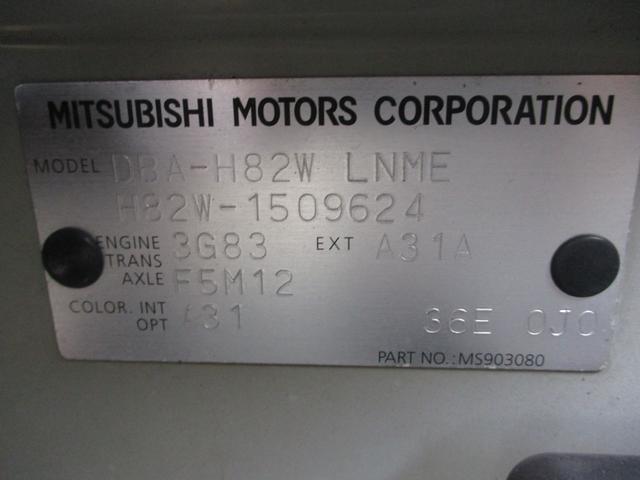 MITSUBISHI MOTORS CORPORATION
MODEL DBA-H82W LNME
H82W-1509624
ENGINE 3G83 EXT A31A
TRANS
AXLE F5M12
COLOR. INT 
OPT 36E 0J0
PART NO.:MS903080